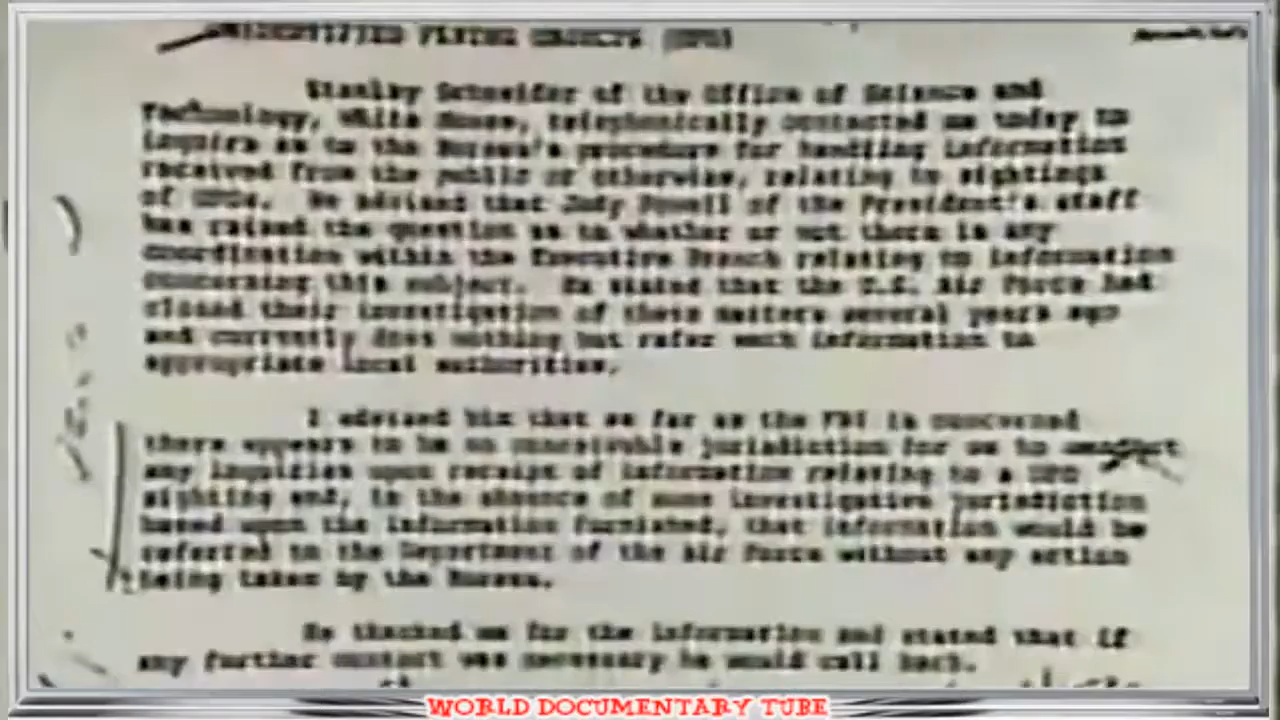 UNIDENTIFIED FLYING OBJECTS (UFO)
Stanley Schneider of the Office of Science and
Technology, White House, telephonically contacted me today to
inquire as to the Bureau's procedure for handling information
received from the public or otherwise, relating to sightings
of UFOs. He advised that Jody Powell of the President's staff
has raised the question as to whether or not there is any
coordination within the Executive Branch relating to information
concerning this subject. He stated that the U.S. Air Force had
closed their investigation of these matters several years ago
and currently does nothing but refer such information to
appropriate local authorities.
I advised him that as far as the FBI is concerned
there appears to be no conceivable jurisdiction for us to conduct
any inquiries upon receipt of information relating to a UFO
sighting and, in the absence of some investigative jurisdiction
based upon the information furnished, that information would be
referred to the Department of the Air Force without any action
being taken by the Bureau.
He thanked me for the information and stated that if
any further contact was necessary he would call back.
WORLD DOCUMENTARY TUBE